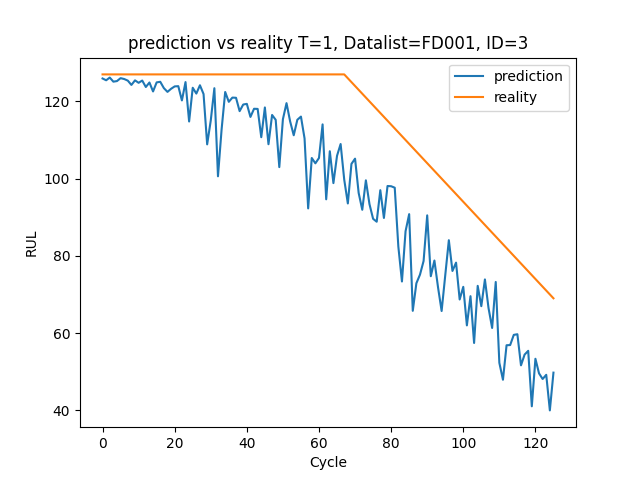 prediction vs reality T=1, Datalist=FD001, ID=3
prediction
reality
RUL
120
100
80
60
40
0 20 40 60 80 100 120
Cycle